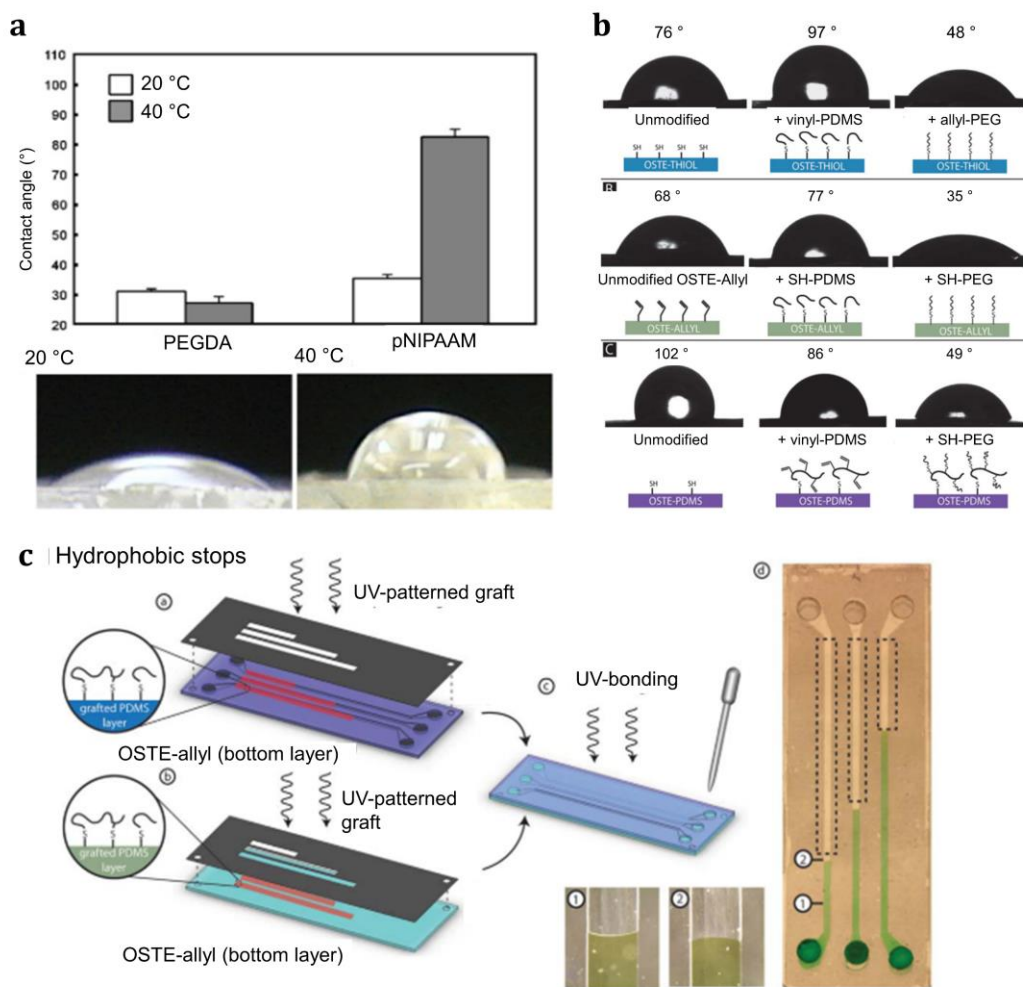 a
110
100
90
80
70
60
50
40
30
20
Contact angle (°)
20 °C
40 °C
PEGDA
pNIPAAM
20 °C
40 °C
b
76 °
97 °
48 °
Unmodified
+ vinyl-PDMS
+ allyl-PEG
SH SH SH SH
OSTE-THIOL
OSTE-THIOL
OSTE-THIOL
B
68 °
77 °
35 °
Unmodified OSTE-Allyl
+ SH-PDMS
+ SH-PEG
OSTE-ALLYL
OSTE-ALLYL
OSTE-ALLYL
C
102 °
86 °
49 °
Unmodified
+ vinyl-PDMS
+ SH-PEG
SH SH
OSTE-PDMS
OSTE-PDMS
OSTE-PDMS
c
Hydrophobic stops
a
UV-patterned graft
grafted PDMS
layer
OSTE-allyl (bottom layer)
b
UV-patterned
graft
grafted PDMS
layer
OSTE-allyl (bottom layer)
c
UV-bonding
1
2
d
2
1